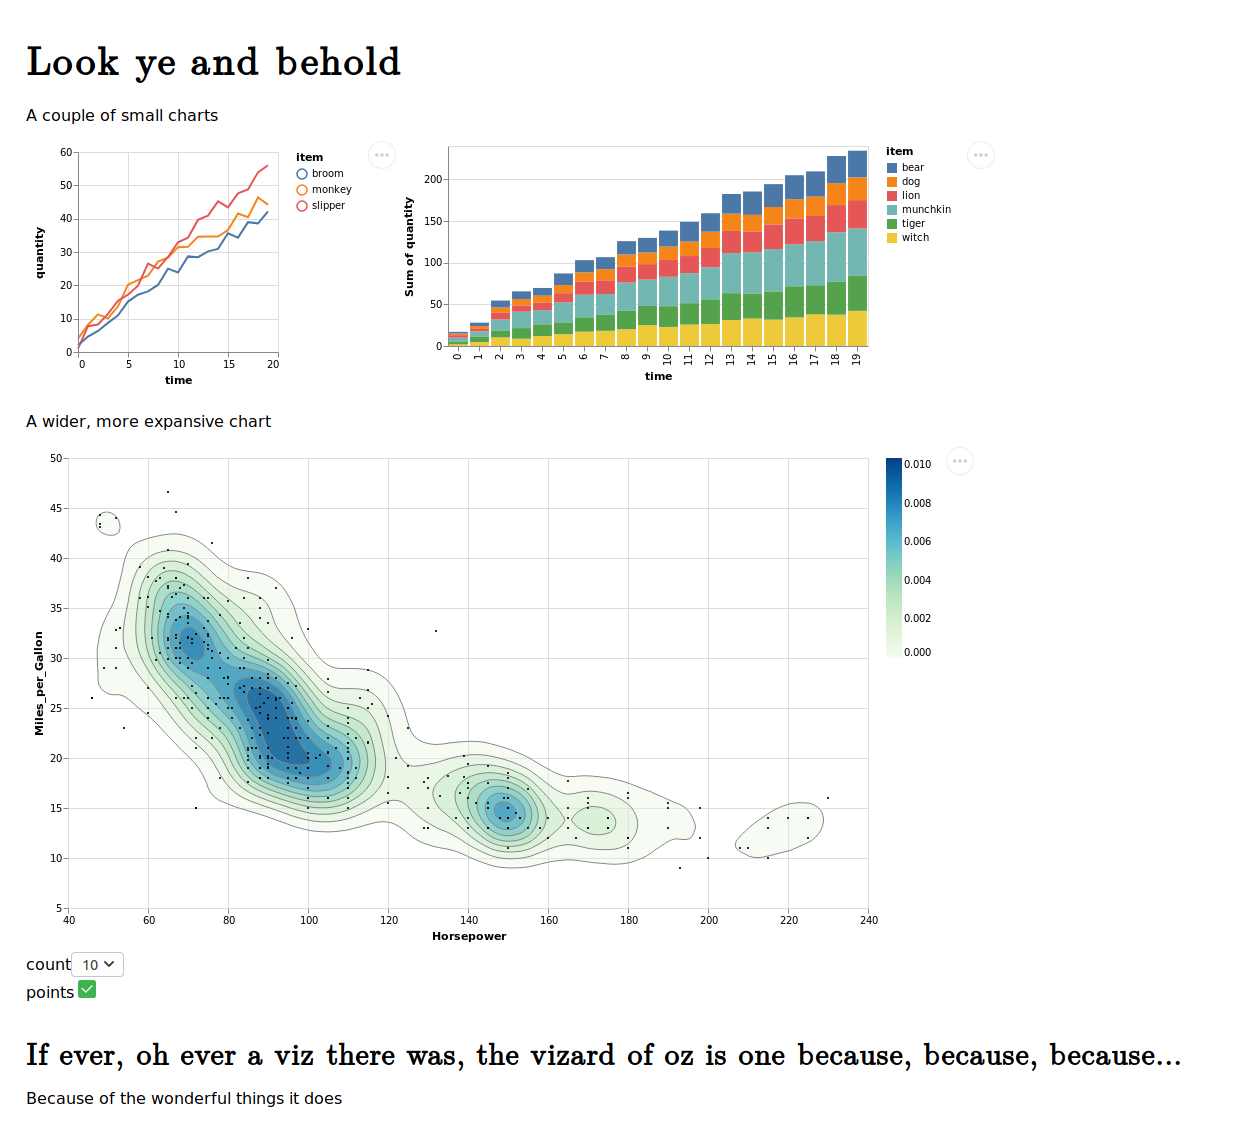 Look ye and behold
A couple of small charts
60
50
40
30
20
10
0
quantity
0 5 10 15 20
time
item
broom
monkey
slipper
200
150
100
50
0
Sum of quantity
0 1 2 3 4 5 6 7 8 9 10 11 12 13 14 15 16 17 18 19
time
item
bear
dog
lion
munchkin
tiger
witch
A wider, more expansive chart
50
45
40
35
30
25
20
15
10
5
Miles_per_Gallon
40 60 80 100 120 140 160 180 200 220 240
Horsepower
0.010
0.008
0.006
0.004
0.002
0.000
count 10
points
If ever, oh ever a viz there was, the vizard of oz is one because, because, because...
Because of the wonderful things it does